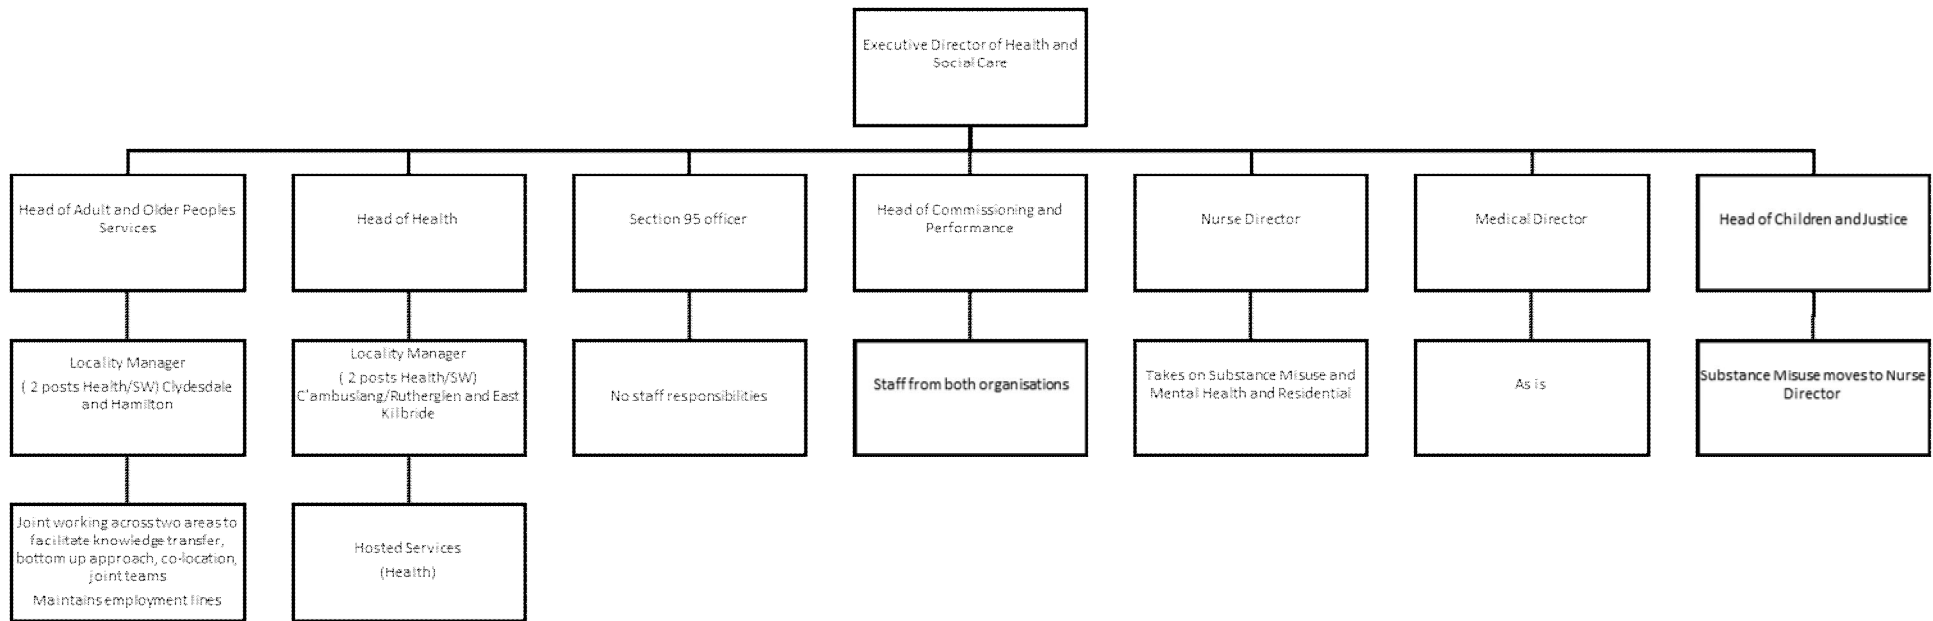 Executive Director of Health and
Social Care
Head of Adult and Older Peoples
Services
Head of Health
Section 95 officer
Head of Commissioning and
Performance
Nurse Director
Medical Director
Head of Children and Justice
Locality Manager
( 2 posts Health/SW) Clydesdale
and Hamilton
Locality Manager
( 2 posts Health/SW)
C'ambuslang/Rutherglen and East
Kilbride
No staff responsibilities
Staff from both organisations
Takes on Substance Misuse and
Mental Health and Residential
As is
Substance Misuse moves to Nurse
Director
Joint working across two areas to
facilitate knowledge transfer,
bottom up approach, co-location,
joint teams
Maintains employment lines
Hosted Services
(Health)